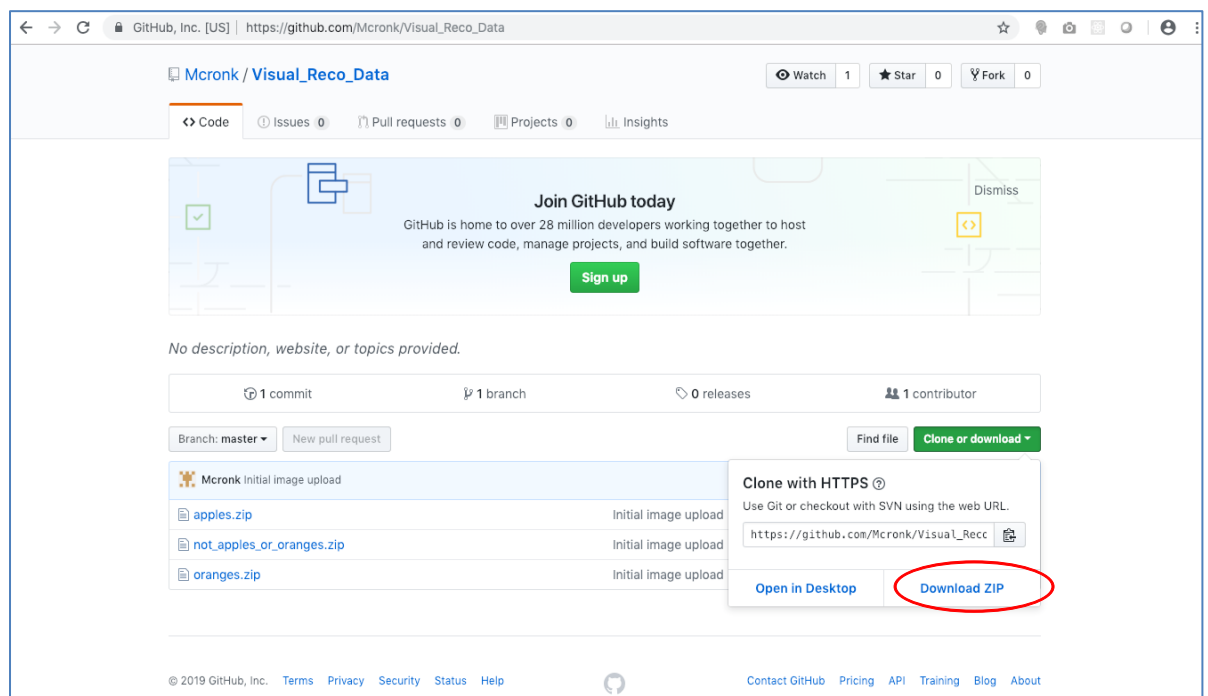 GitHub, Inc. [US] | https://github.com/Mcronk/Visual_Reco_Data
Mcronk / Visual_Reco_Data
Watch 1 Star 0 Fork 0
Code Issues 0 Pull requests 0 Projects 0 Insights
Join GitHub today
Dismiss
GitHub is home to over 28 million developers working together to host
and review code, manage projects, and build software together.
Sign up
No description, website, or topics provided.
1 commit 1 branch 0 releases 1 contributor
Branch: master New pull request Find file Clone or download
Mcronk Initial image upload
apples.zip Initial image upload
not_apples_or_oranges.zip Initial image upload
oranges.zip Initial image upload
Clone with HTTPS
Use Git or checkout with SVN using the web URL.
https://github.com/Mcronk/Visual_Recc
Open in Desktop Download ZIP
© 2019 GitHub, Inc. Terms Privacy Security Status Help Contact GitHub Pricing API Training Blog About